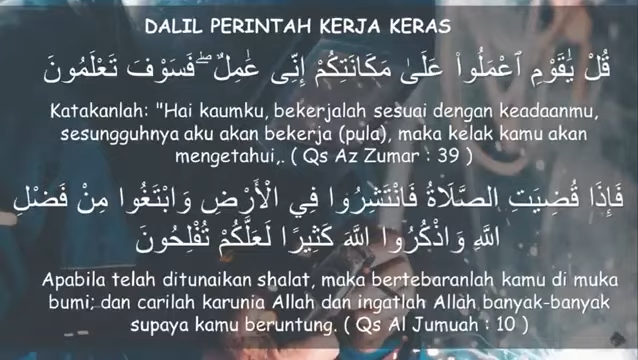 DALIL PERINTAH KERJA KERAS
قُلْ يَٰقَوْمِ ٱعْمَلُوا۟ عَلَىٰ مَكَانَتِكُمْ إِنِّى عَٰمِلٌ ۖ فَسَوْفَ تَعْلَمُونَ
Katakanlah: "Hai kaumku, bekerjalah sesuai dengan keadaanmu,
sesungguhnya aku akan bekerja (pula), maka kelak kamu akan
mengetahui,. ( Qs Az Zumar : 39 )
فَإِذَا قُضِيَتِ الصَّلَاةُ فَانْتَشِرُوا فِي الْأَرْضِ وَابْتَغُوا مِنْ فَضْلِ
اللَّهِ وَاذْكُرُوا اللَّهَ كَثِيرًا لَعَلَّكُمْ تُفْلِحُونَ
Apabila telah ditunaikan shalat, maka bertebaranlah kamu di muka
bumi; dan carilah karunia Allah dan ingatlah Allah banyak-banyak
supaya kamu beruntung. ( Qs Al Jumuah : 10 )